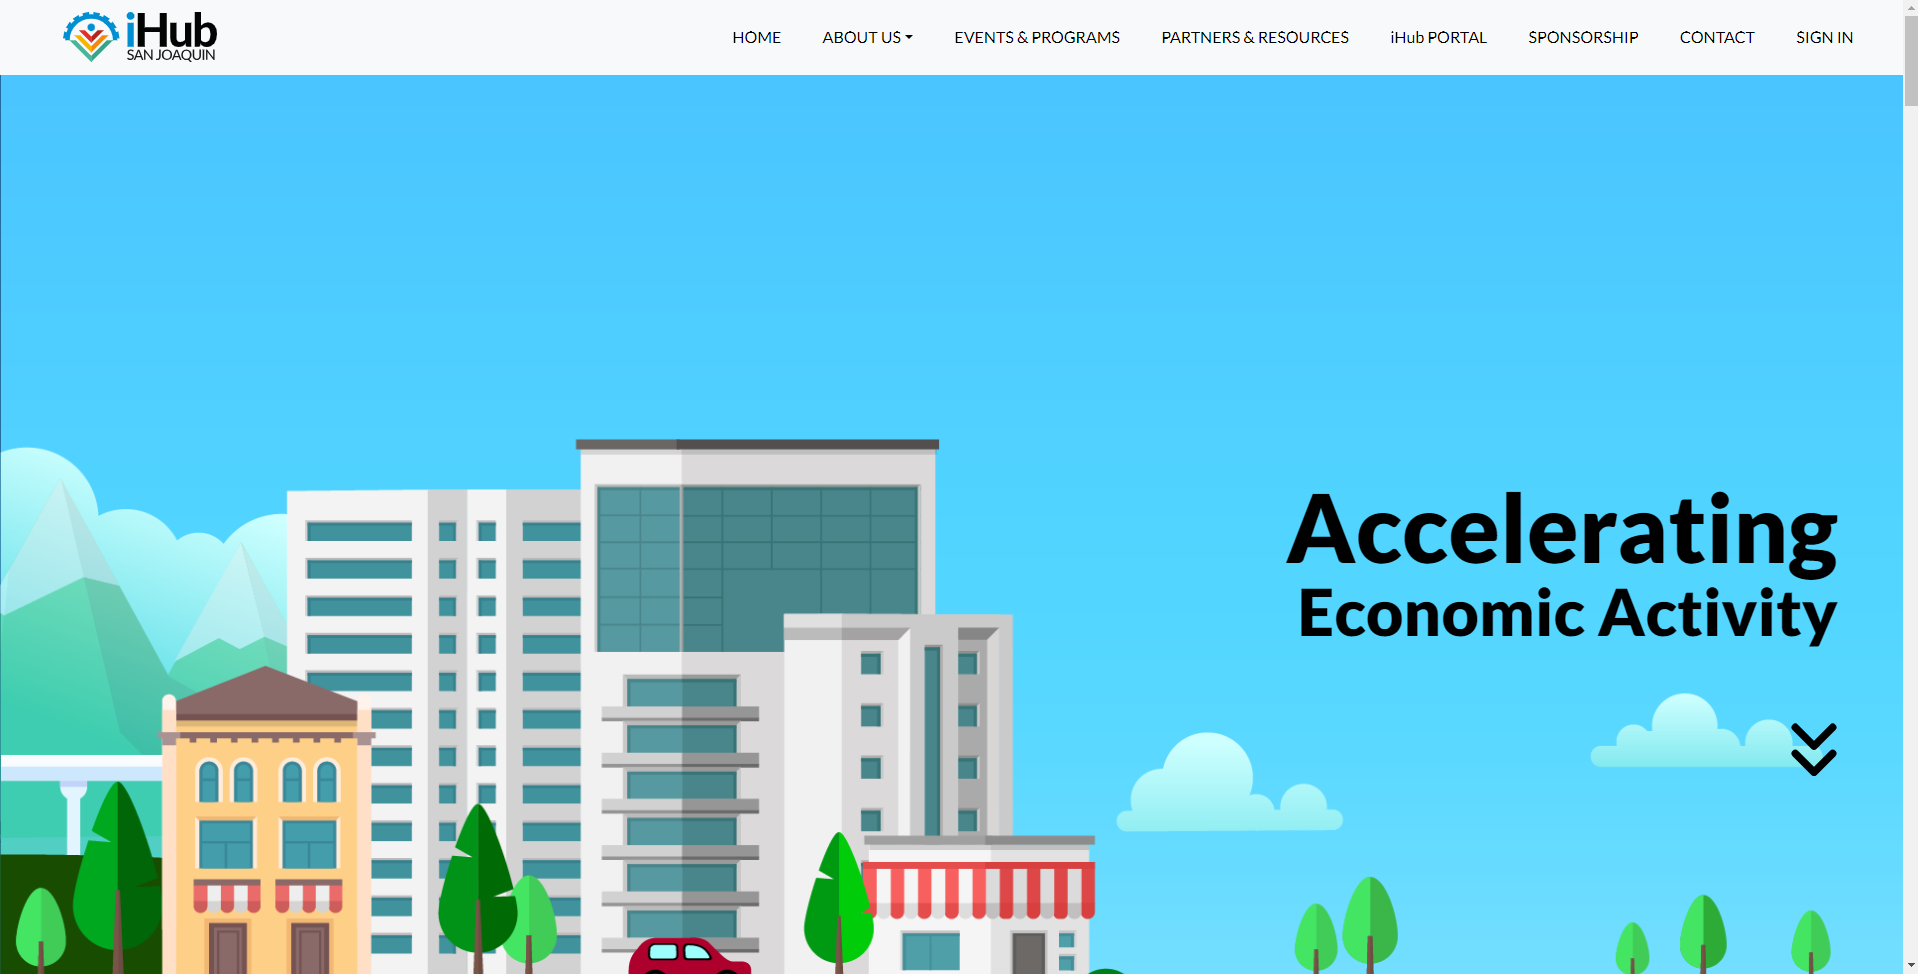 iHub
SAN JOAQUIN
HOME ABOUT US EVENTS & PROGRAMS PARTNERS & RESOURCES iHub PORTAL SPONSORSHIP CONTACT SIGN IN
Accelerating
Economic Activity